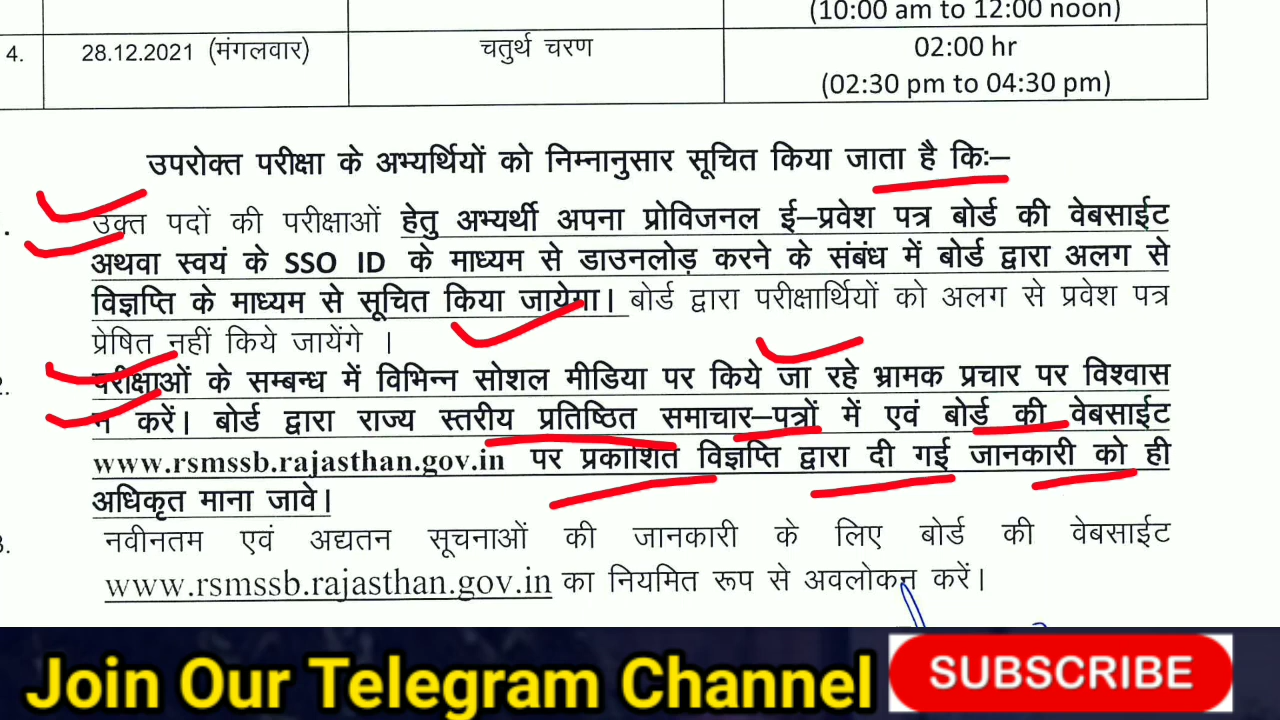 (10:00 am to 12:00 noon)
4. 28.12.2021 (मंगलवार) चतुर्थ चरण 02:00 hr
(02:30 pm to 04:30 pm)
उपरोक्त परीक्षा के अभ्यर्थियों को निम्नानुसार सूचित किया जाता है किः–
उक्त पदों की परीक्षाओं हेतु अभ्यर्थी अपना प्रोविजनल ई–प्रवेश पत्र बोर्ड की वेबसाईट
अथवा स्वयं के SSO ID के माध्यम से डाउनलोड़ करने के संबंध में बोर्ड द्वारा अलग से
विज्ञप्ति के माध्यम से सूचित किया जायेगा। बोर्ड द्वारा परीक्षार्थियों को अलग से प्रवेश पत्र
प्रेषित नहीं किये जायेंगे ।
परीक्षाओं के सम्बन्ध में विभिन्न सोशल मीडिया पर किये जा रहे भ्रामक प्रचार पर विश्वास
न करें। बोर्ड द्वारा राज्य स्तरीय प्रतिष्ठित समाचार–पत्रों में एवं बोर्ड की वेबसाईट
www.rsmssb.rajasthan.gov.in पर प्रकाशित विज्ञप्ति द्वारा दी गई जानकारी को ही
अधिकृत माना जावे।
नवीनतम एवं अद्यतन सूचनाओं की जानकारी के लिए बोर्ड की वेबसाईट
www.rsmssb.rajasthan.gov.in का नियमित रूप से अवलोकन करें।
Join Our Telegram Channel SUBSCRIBE